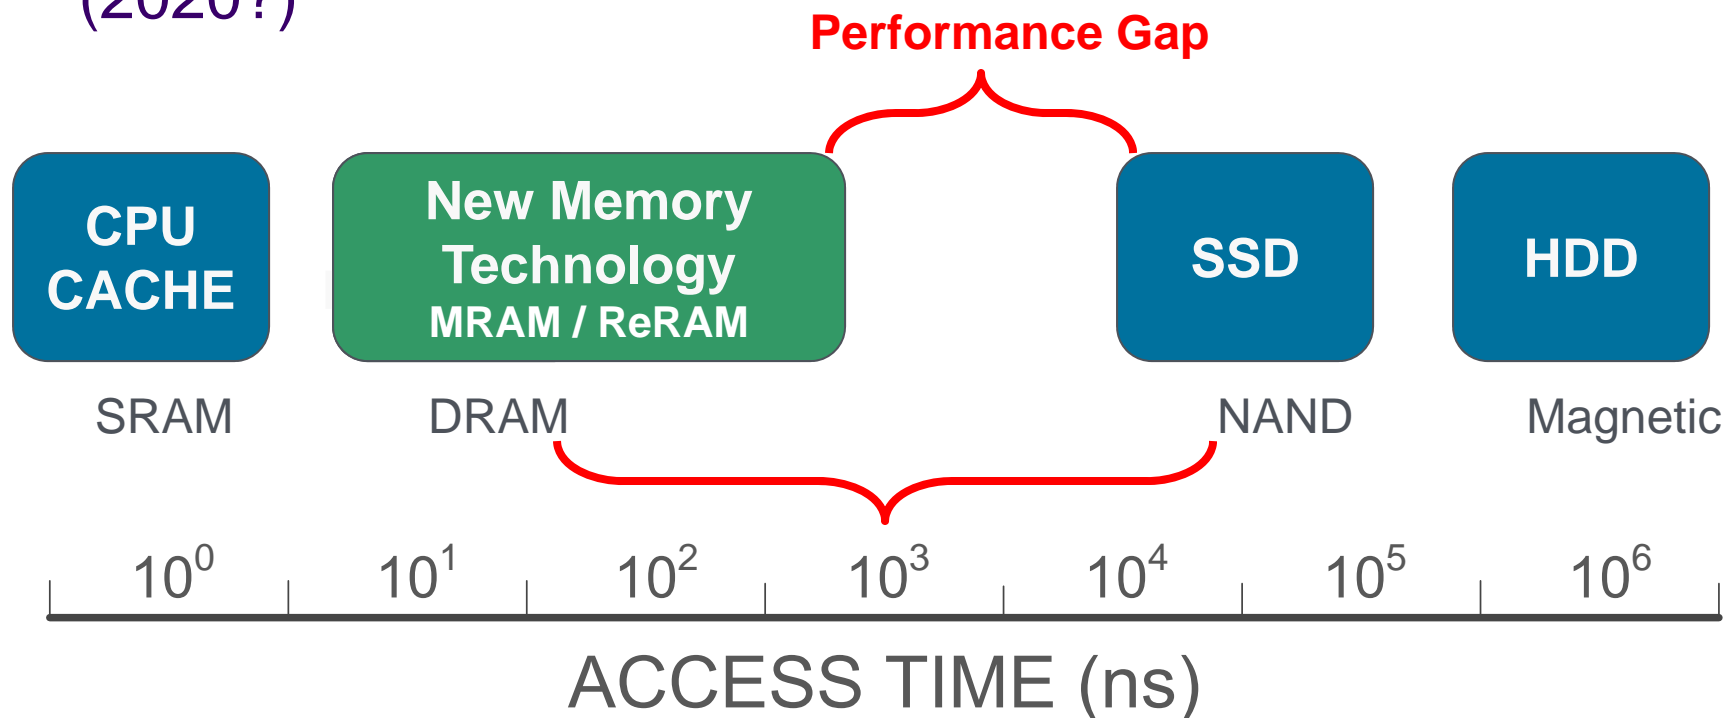 (2020?)
Performance Gap
CPU
CACHE
New Memory
Technology
MRAM / ReRAM
SSD
HDD
SRAM
DRAM
NAND
Magnetic
10⁰ 10¹ 10² 10³ 10⁴ 10⁵ 10⁶
ACCESS TIME (ns)